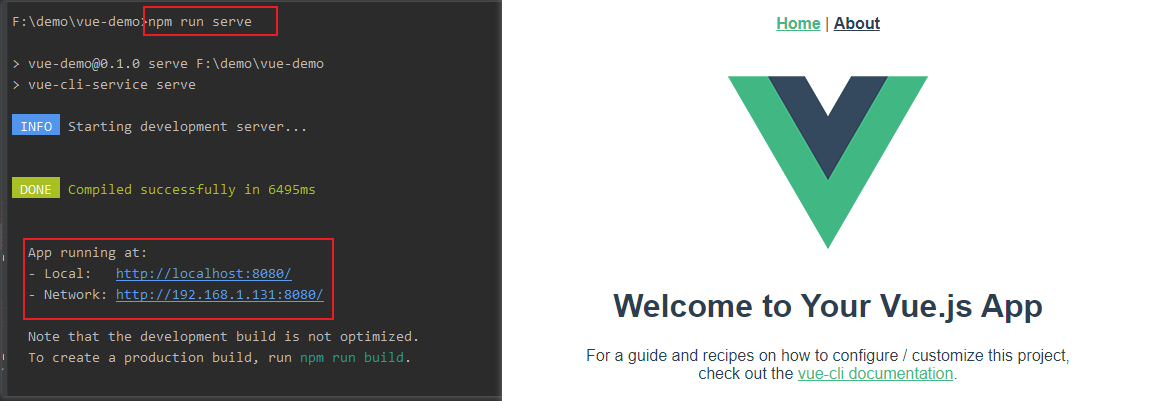 F:\demo\vue-demo>npm run serve
> vue-demo@0.1.0 serve F:\demo\vue-demo
> vue-cli-service serve
INFO Starting development server...
DONE Compiled successfully in 6495ms
App running at:
- Local: http://localhost:8080/
- Network: http://192.168.1.131:8080/
Note that the development build is not optimized.
To create a production build, run npm run build.
Home | About
Welcome to Your Vue.js App
For a guide and recipes on how to configure / customize this project,
check out the vue-cli documentation.